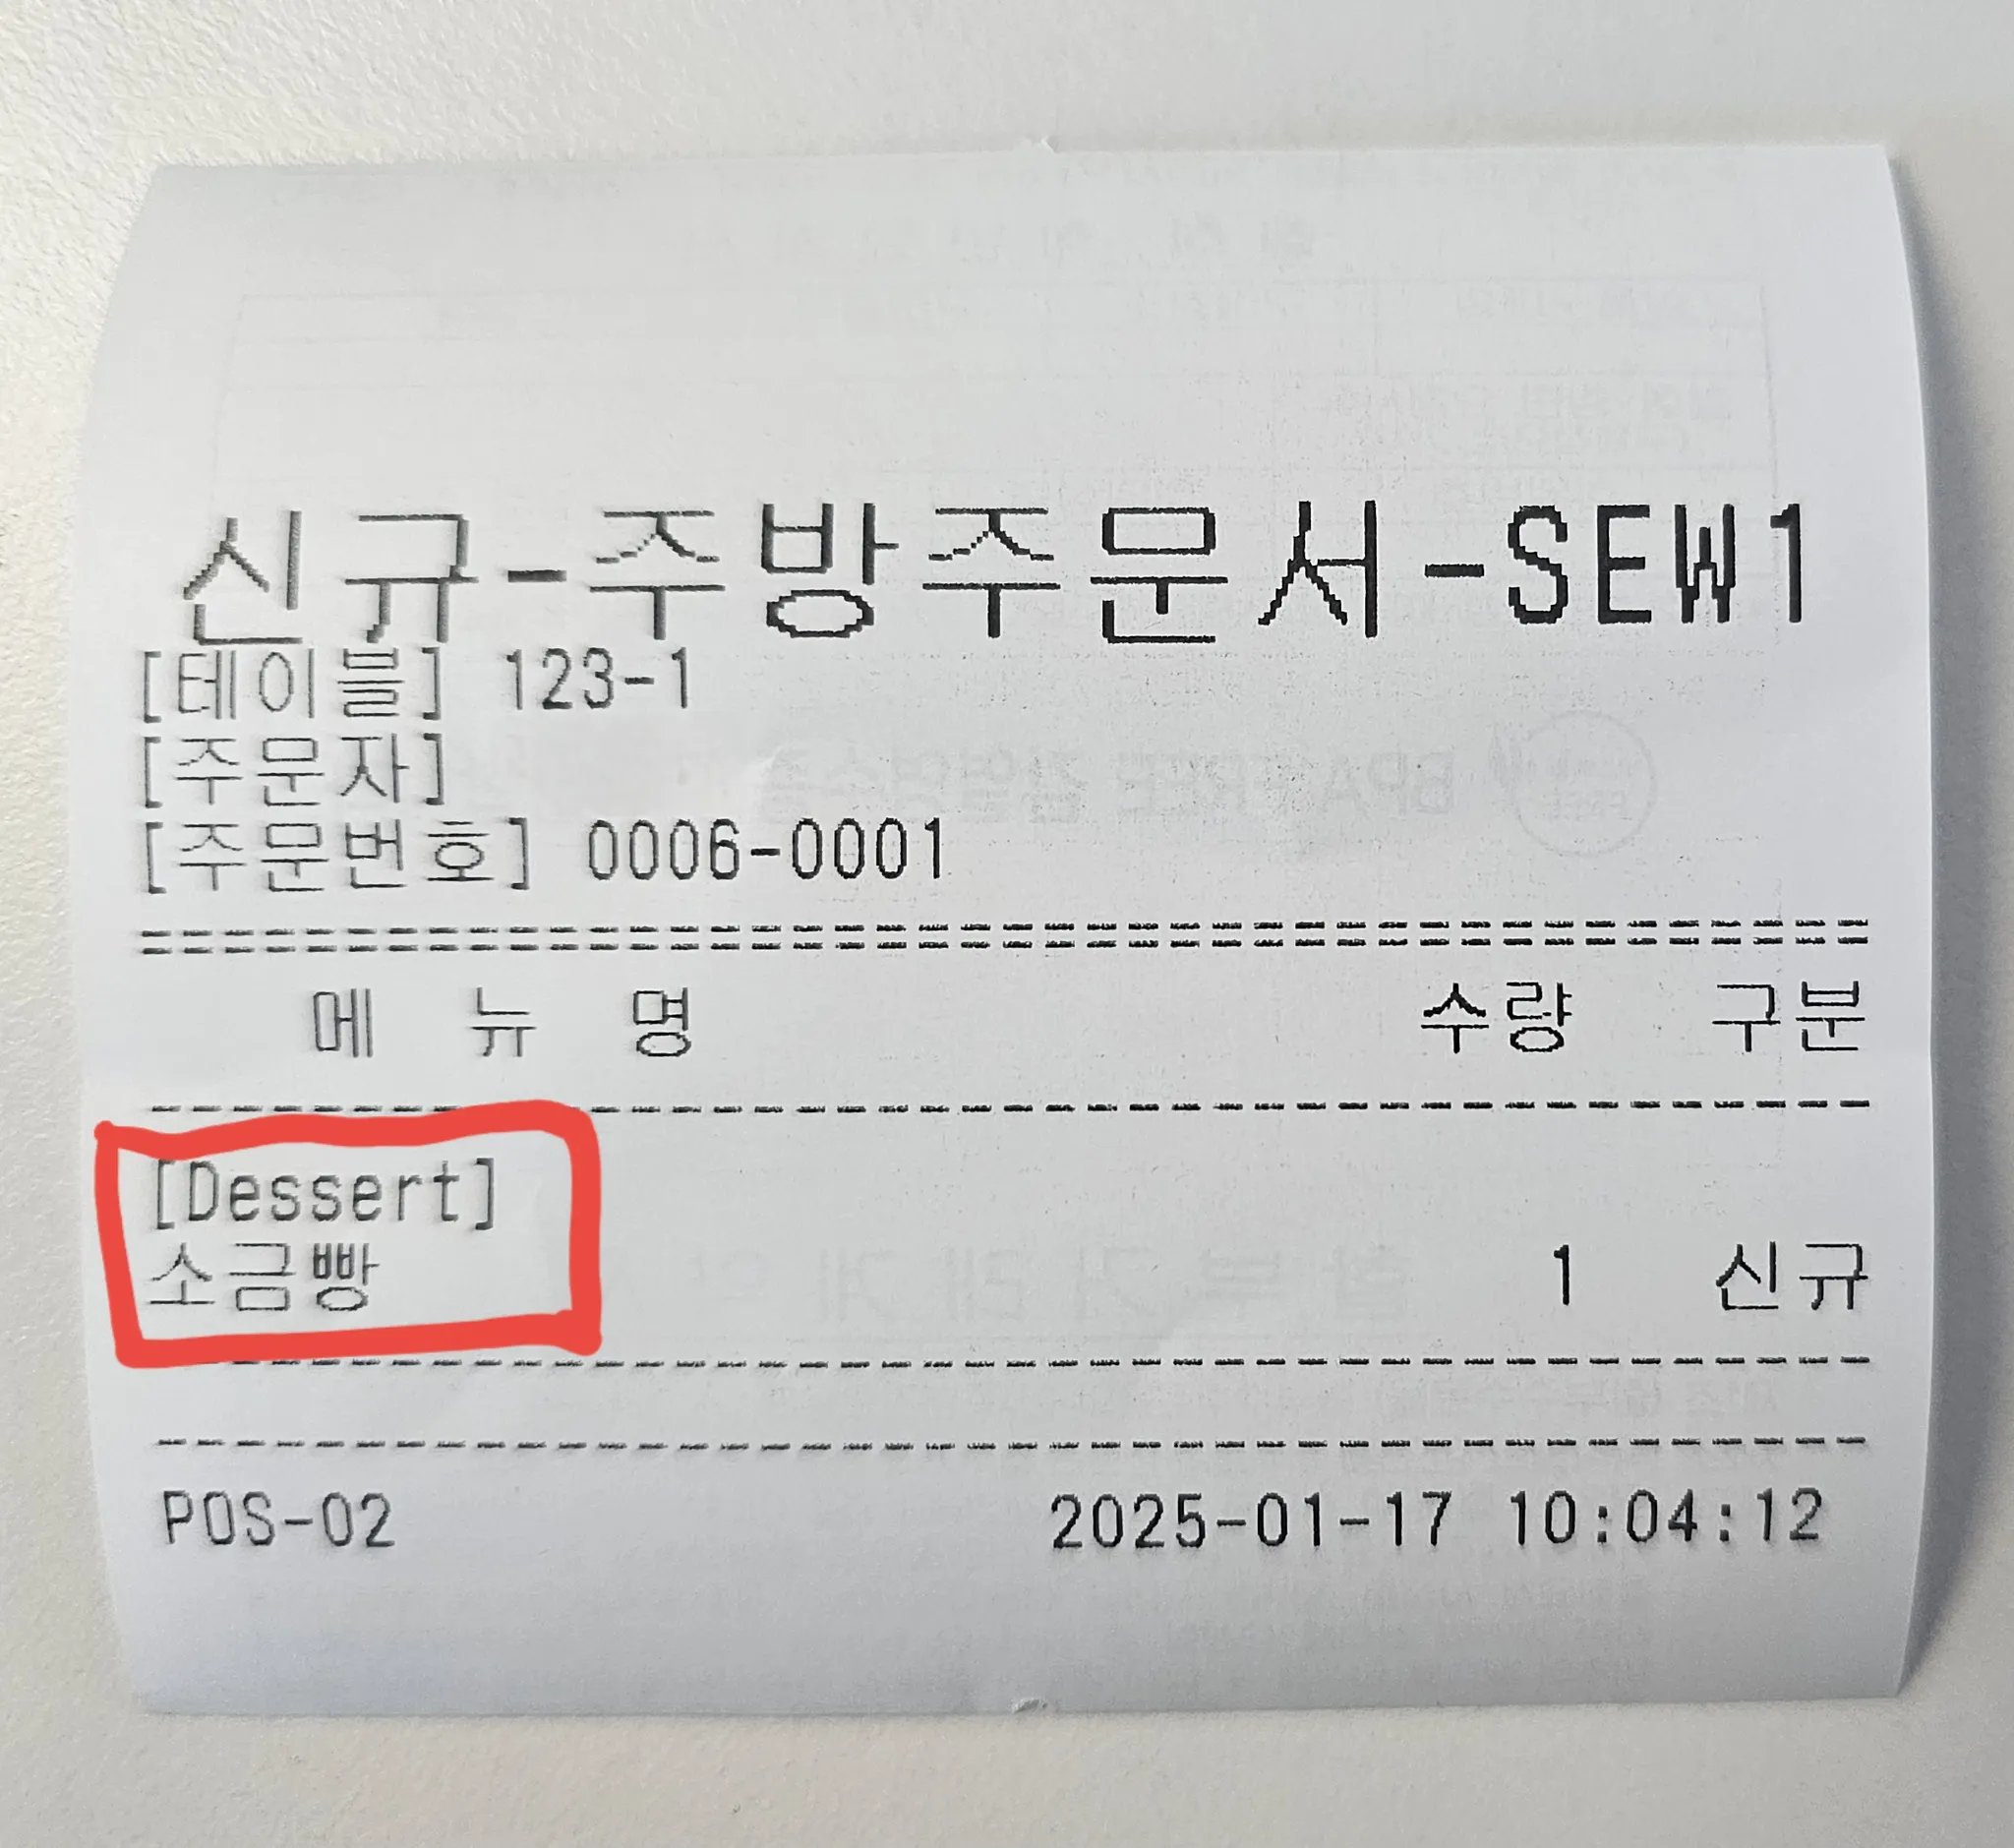 신규-주방주문서-SEW1
[테이블] 123-1
[주문자]
[주문번호] 0006-0001
메 뉴 명 수량 구분
[Dessert]
소금빵 1 신규
POS-02 2025-01-17 10:04:12